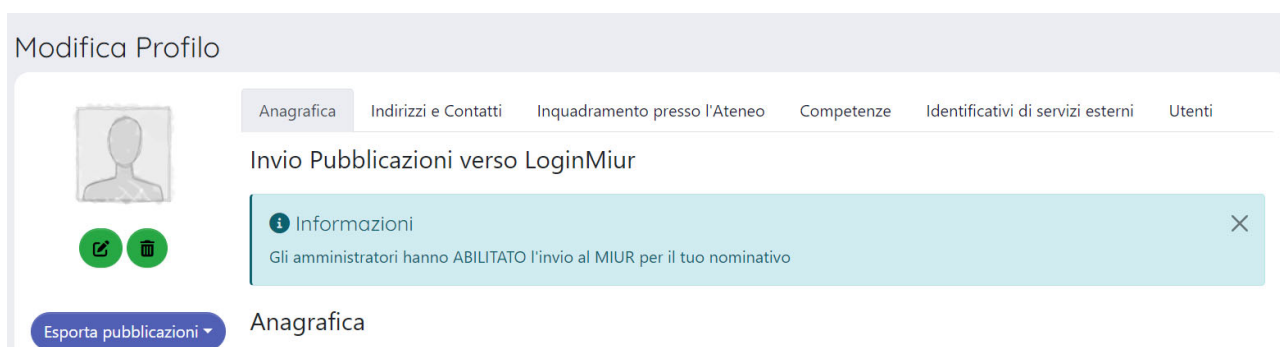 Modifica Profilo
Anagrafica Indirizzi e Contatti Inquadramento presso l'Ateneo Competenze Identificativi di servizi esterni Utenti
Invio Pubblicazioni verso LoginMiur
Informazioni
Gli amministratori hanno ABILITATO l'invio al MIUR per il tuo nominativo
Esporta pubblicazioni
Anagrafica